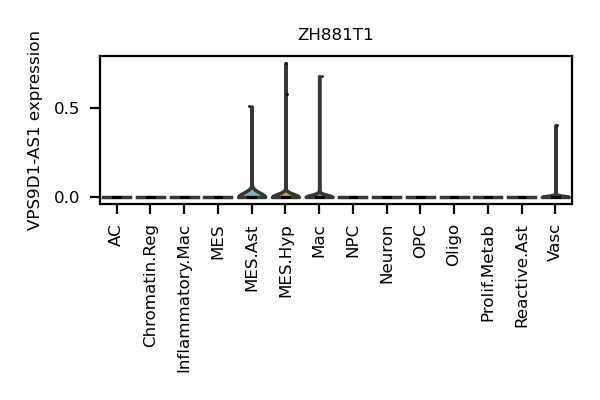 ZH881T1
VPS9D1-AS1 expression
0.5
0.0
AC
Chromatin.Reg
Inflammatory.Mac
MES
MES.Ast
MES.Hyp
Mac
NPC
Neuron
OPC
Oligo
Prolif.Metab
Reactive.Ast
Vasc